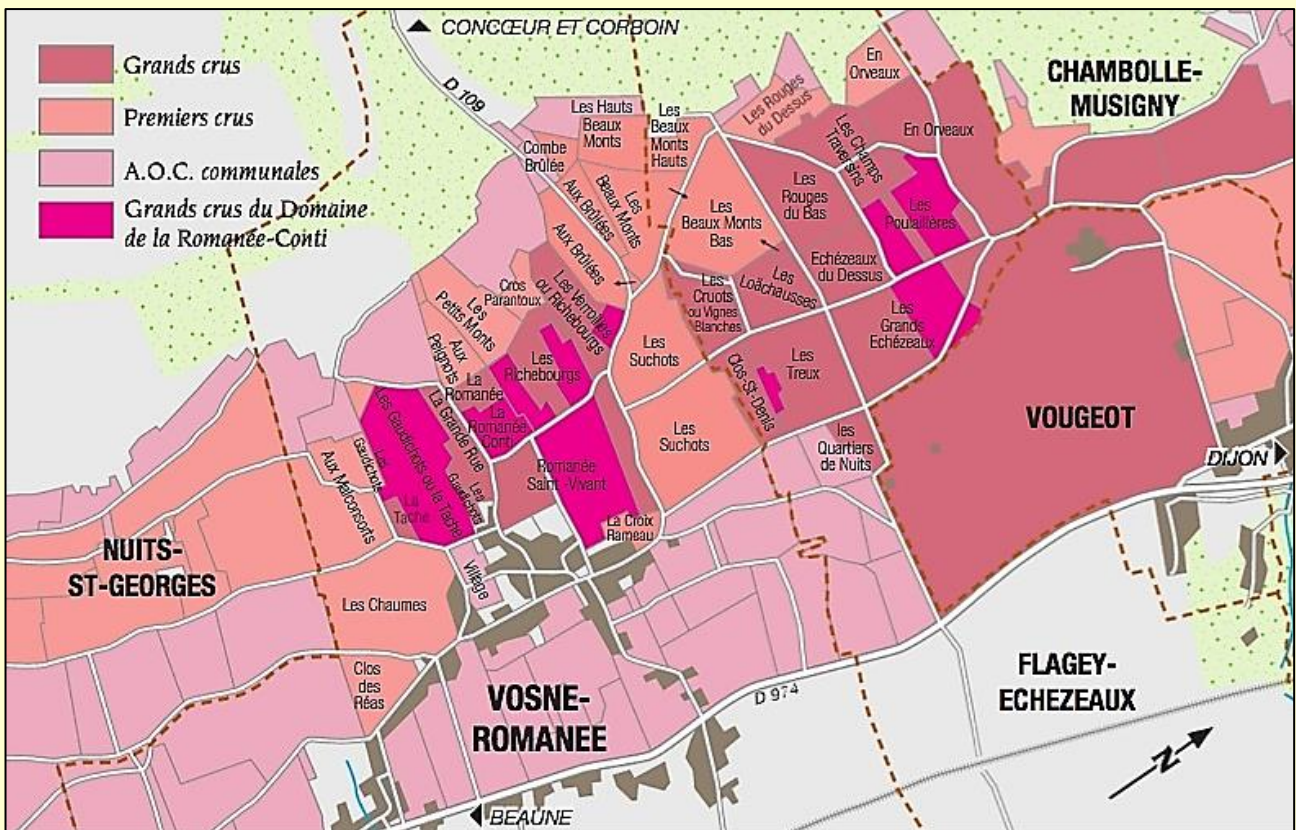 Grands crus
Premiers crus
A.O.C. communales
Grands crus du Domaine
de la Romanée-Conti
CONCŒUR ET CORBOIN
D 109
CHAMBOLLE-
MUSIGNY
En
Orveaux
Les Rouges
du Dessus
Les Hauts
Beaux
Monts
Les
Beaux
Monts
Hauts
Combe
Brûlée
Les Champs
Traversins
En Orveaux
Aux Brûlées
Les
Beaux Monts
Les
Beaux Monts
Bas
Les
Rouges
du Bas
Les
Poulaillères
Aux Brûlées
Echézeaux
du Dessus
Cros
Parantoux
Les Verroilles
ou Richebourgs
Les
Cruots
ou Vignes
Blanches
Les
Loächausses
Les
Petits Monts
Les
Grands
Echézeaux
Aux
Reignots
Les
Richebourgs
Les
Suchots
Les
Treux
Clos-St-Denis
La
Romanée
La
Romanée
Conti
La Grande Rue
Les Gaudichots ou la Tache
Les
Gaudichots
La
Tache
Les
Gaudichots
Aux Malconsorts
Romanée
Saint-Vivant
Les
Suchots
les
Quartiers
de Nuits
VOUGEOT
DIJON
La Croix
Rameau
NUITS-
ST-GEORGES
Village
Les Chaumes
Clos
des
Réas
VOSNE-
ROMANEE
D 974
FLAGEY-
ECHEZEAUX
N
BEAUNE